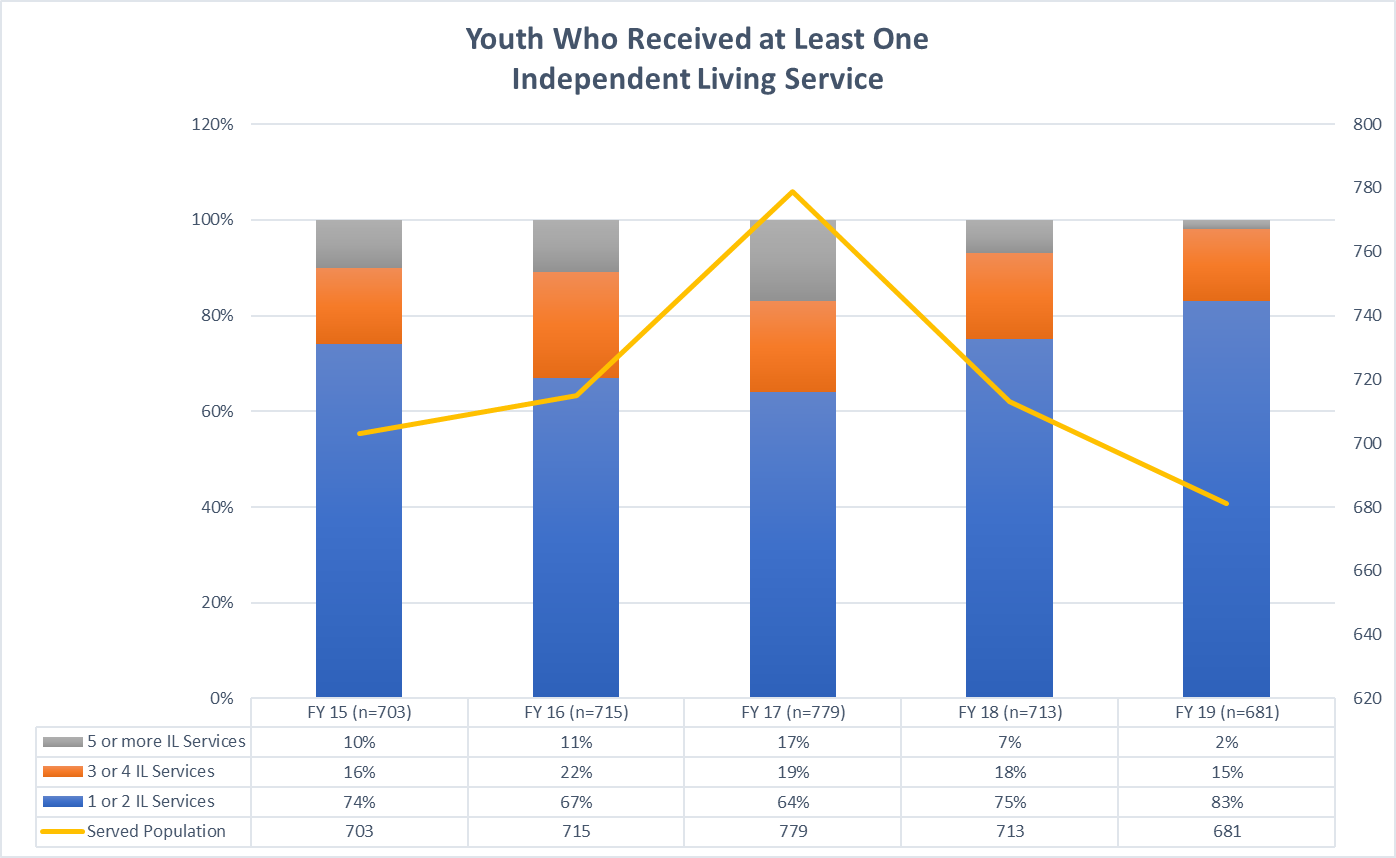 Youth Who Received at Least One
Independent Living Service
120%
100%
80%
60%
40%
20%
0%
800
780
760
740
720
700
680
660
640
620
FY 15 (n=703) FY 16 (n=715) FY 17 (n=779) FY 18 (n=713) FY 19 (n=681)
5 or more IL Services 10% 11% 17% 7% 2%
3 or 4 IL Services 16% 22% 19% 18% 15%
1 or 2 IL Services 74% 67% 64% 75% 83%
Served Population 703 715 779 713 681